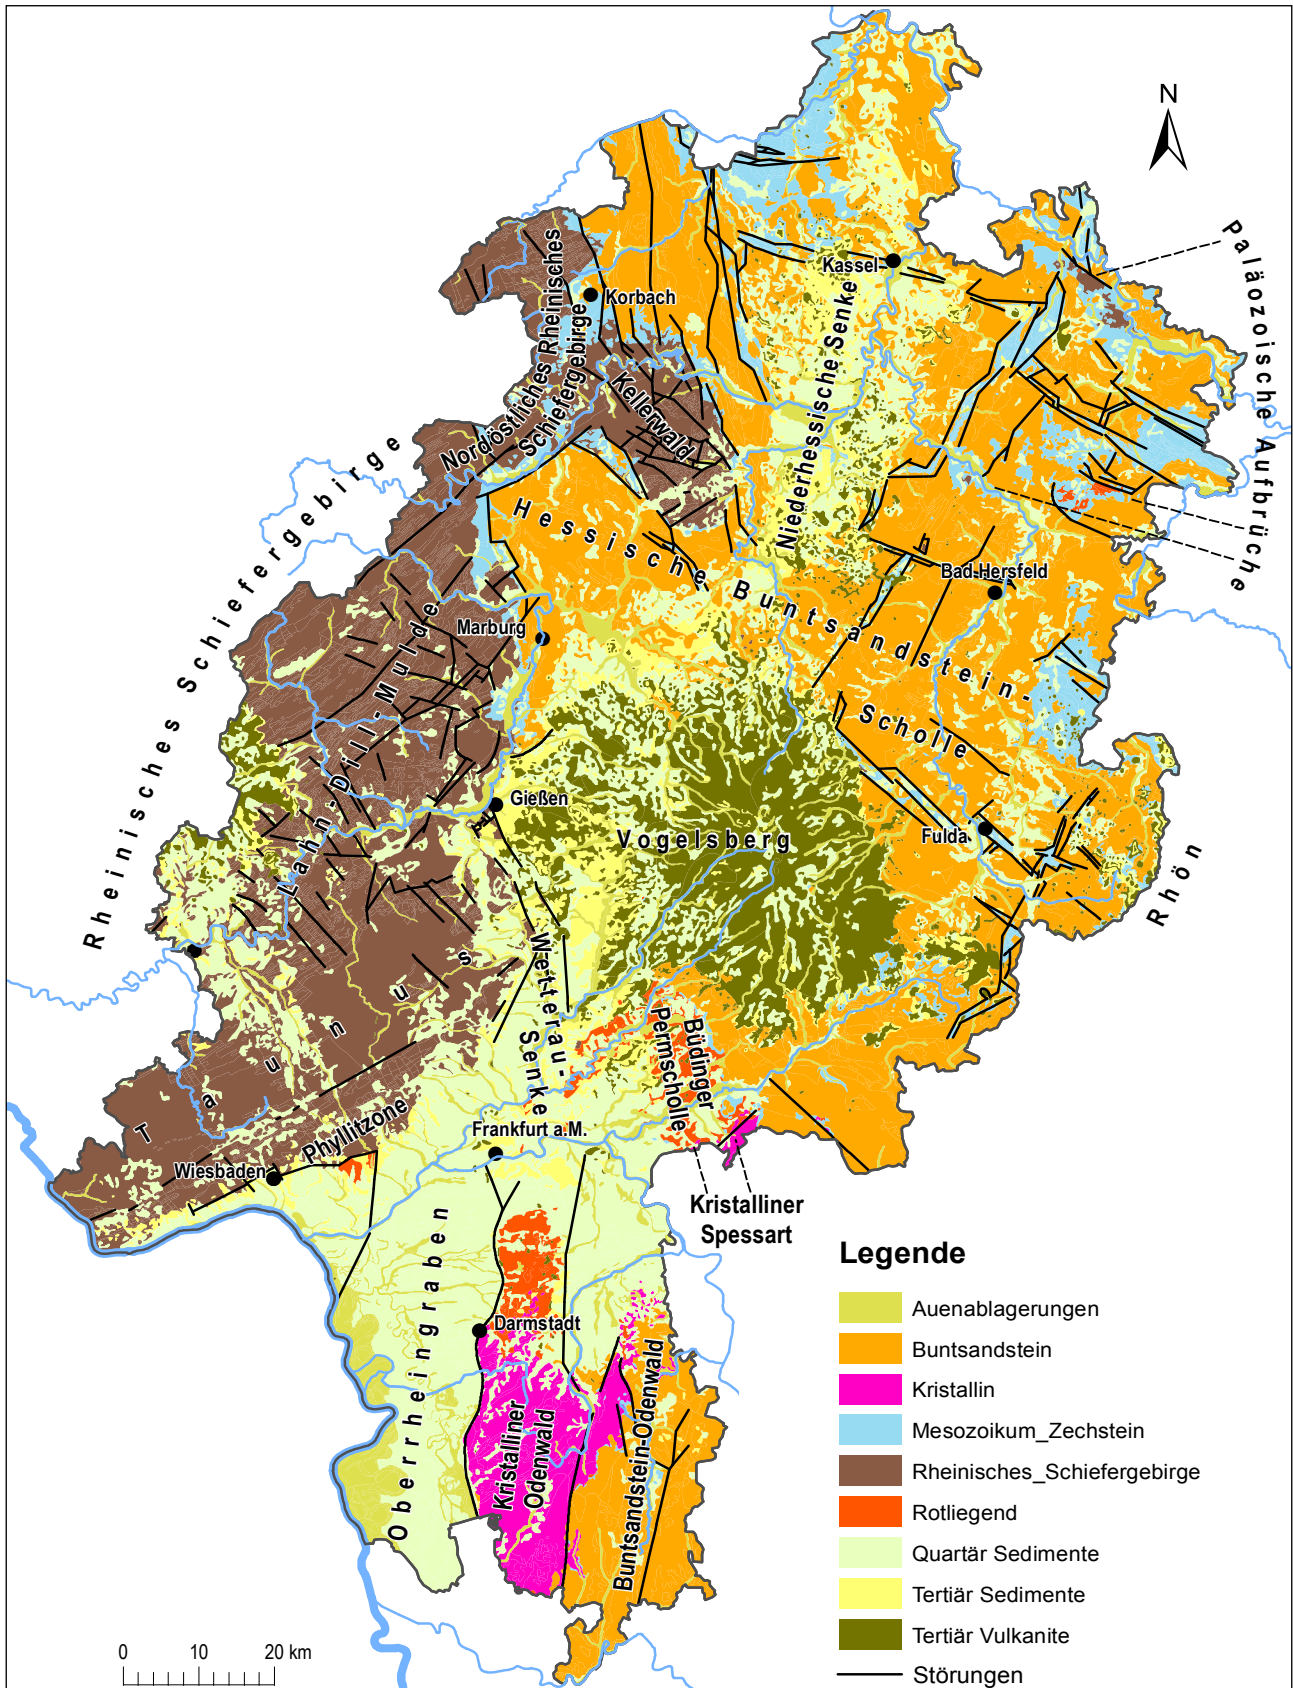 N
Paläozoische Aufbrüche
Kassel
Korbach
Nordöstliches Rheinisches
Schiefergebirge
Kellerwald
Niederhessische Senke
Rheinisches Schiefergebirge
Hessische Buntsandstein-
Scholle
Bad Hersfeld
Marburg
Lahn-Dill-Mulde
Gießen
Vogelsberg
Fulda
Rhön
Wetterau-
Senke
Taunus
Büdinger
Permscholle
Phyllitzone
Frankfurt a.M.
Wiesbaden
Kristalliner
Spessart
Oberrheingraben
Darmstadt
Kristalliner
Odenwald
Buntsandstein-Odenwald
Legende
Auenablagerungen
Buntsandstein
Kristallin
Mesozoikum_Zechstein
Rheinisches_Schiefergebirge
Rotliegend
Quartär Sedimente
Tertiär Sedimente
Tertiär Vulkanite
Störungen
0 10 20 km